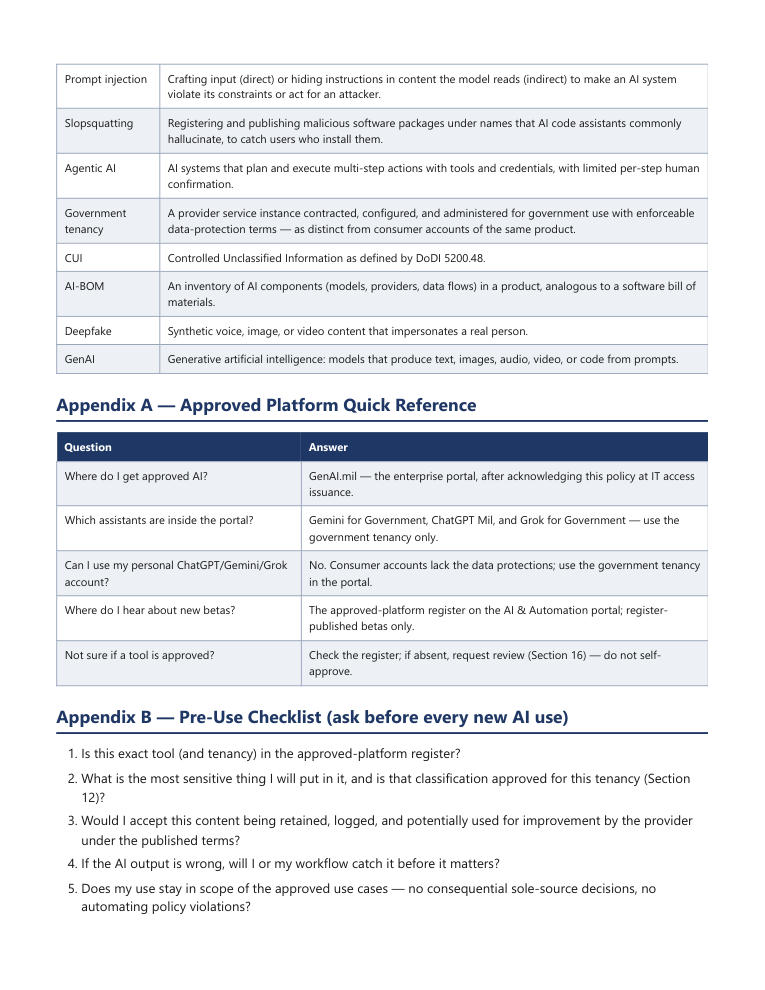 Prompt injection
Crafting input (direct) or hiding instructions in content the model reads (indirect) to make an AI system
violate its constraints or act for an attacker.
Slopsquatting
Registering and publishing malicious software packages under names that AI code assistants commonly
hallucinate, to catch users who install them.
Agentic AI
AI systems that plan and execute multi-step actions with tools and credentials, with limited per-step human
confirmation.
Government
tenancy
A provider service instance contracted, configured, and administered for government use with enforceable
data-protection terms — as distinct from consumer accounts of the same product.
CUI
Controlled Unclassified Information as defined by DoDI 5200.48.
AI-BOM
An inventory of AI components (models, providers, data flows) in a product, analogous to a software bill of
materials.
Deepfake
Synthetic voice, image, or video content that impersonates a real person.
GenAI
Generative artificial intelligence: models that produce text, images, audio, video, or code from prompts.
Appendix A — Approved Platform Quick Reference
Question
Answer
Where do I get approved AI?
GenAI.mil — the enterprise portal, after acknowledging this policy at IT access
issuance.
Which assistants are inside the portal?
Gemini for Government, ChatGPT Mil, and Grok for Government — use the
government tenancy only.
Can I use my personal ChatGPT/Gemini/Grok
account?
No. Consumer accounts lack the data protections; use the government tenancy
in the portal.
Where do I hear about new betas?
The approved-platform register on the AI & Automation portal; register-
published betas only.
Not sure if a tool is approved?
Check the register; if absent, request review (Section 16) — do not self-
approve.
Appendix B — Pre-Use Checklist (ask before every new AI use)
1. Is this exact tool (and tenancy) in the approved-platform register?
2. What is the most sensitive thing I will put in it, and is that classification approved for this tenancy (Section
12)?
3. Would I accept this content being retained, logged, and potentially used for improvement by the provider
under the published terms?
4. If the AI output is wrong, will I or my workflow catch it before it matters?
5. Does my use stay in scope of the approved use cases — no consequential sole-source decisions, no
automating policy violations?